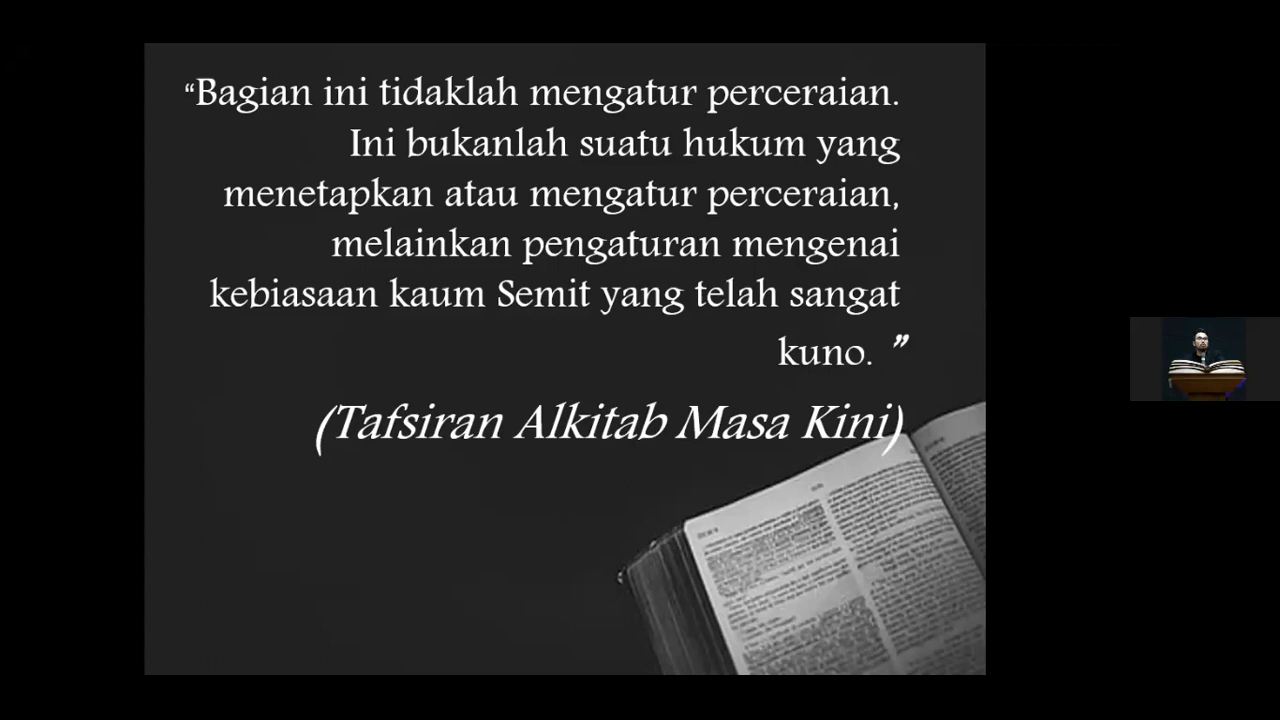 “Bagian ini tidaklah mengatur perceraian.
Ini bukanlah suatu hukum yang
menetapkan atau mengatur perceraian,
melainkan pengaturan mengenai
kebiasaan kaum Semit yang telah sangat
kuno. ”
(Tafsiran Alkitab Masa Kini)